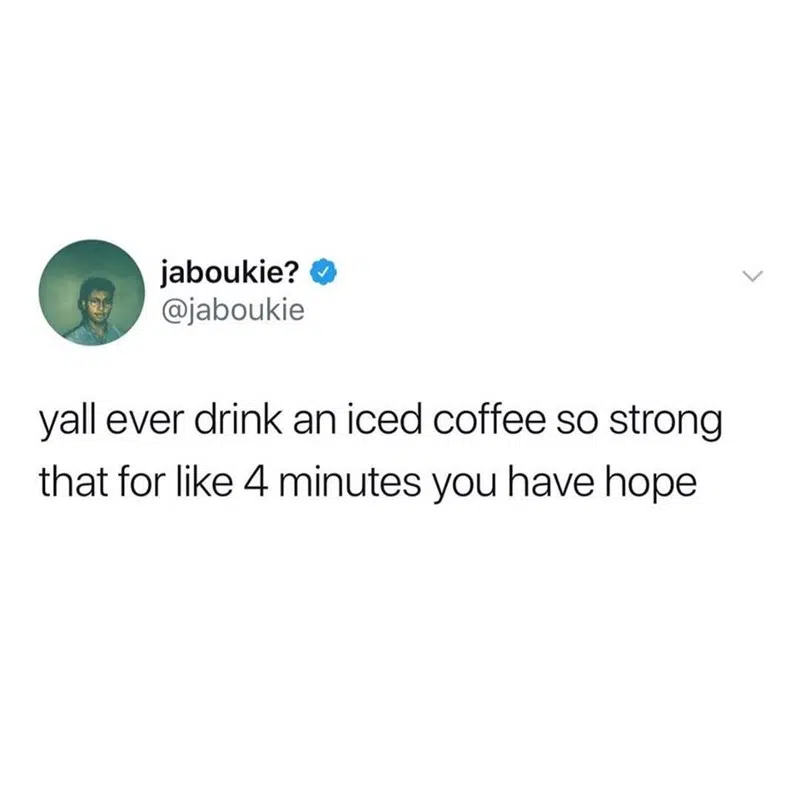 jaboukie?
@jaboukie
yall ever drink an iced coffee so strong
that for like 4 minutes you have hope